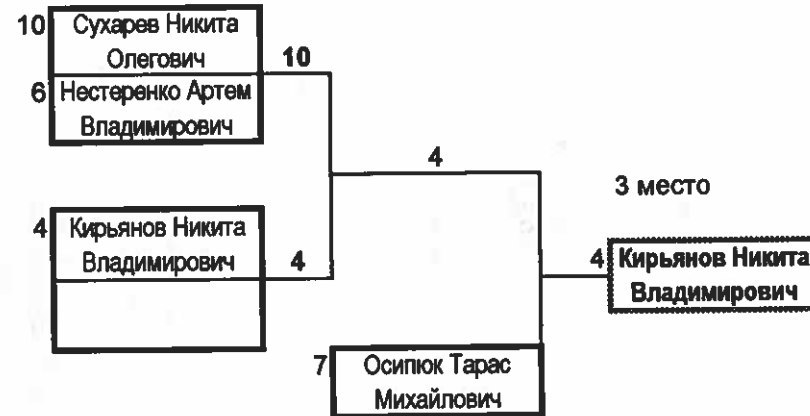 10 Сухарев Никита
Олегович
10
6 Нестеренко Артем
Владимирович
4
3 место
4 Кирьянов Никита
Владимирович
4
4 Кирьянов Никита
Владимирович
7 Осипюк Тарас
Михайлович